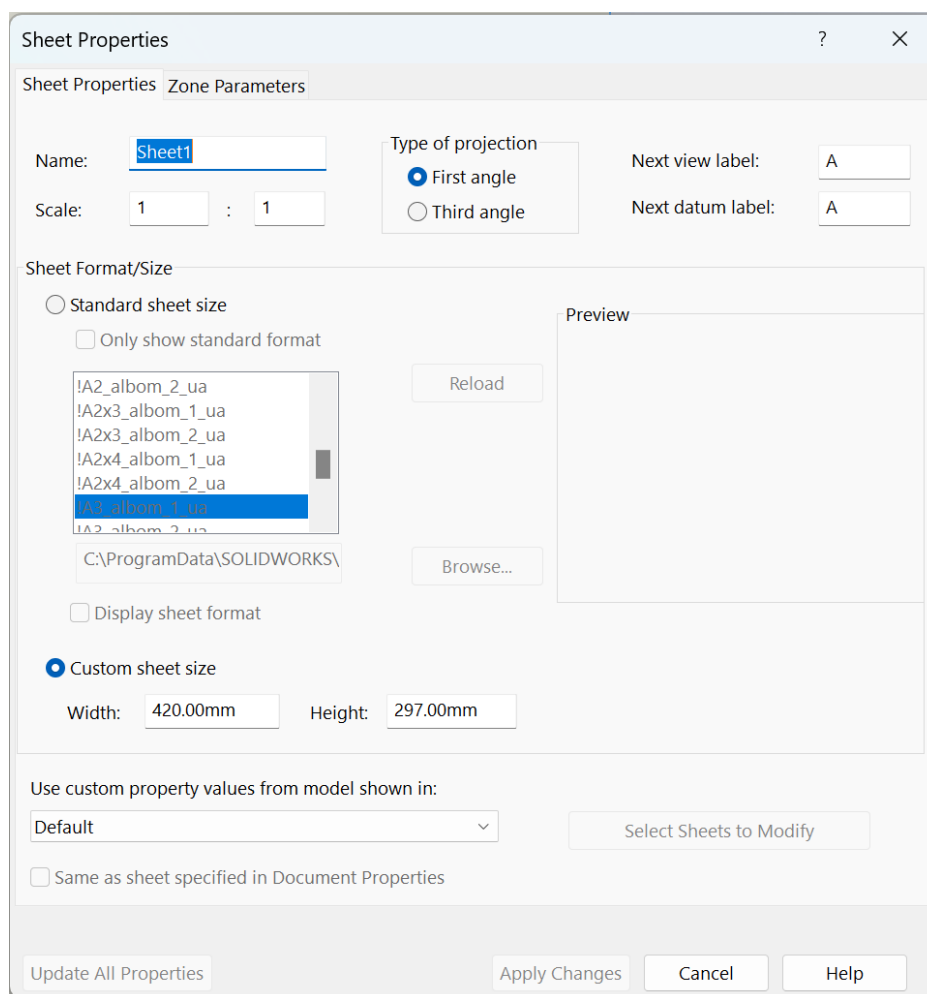 Sheet Properties ?
Sheet Properties Zone Parameters
Name: Sheet1
Type of projection
First angle
Third angle
Next view label: A
Scale: 1 : 1
Next datum label: A
Sheet Format/Size
Standard sheet size
Only show standard format
!A2_albom_2_ua
!A2x3_albom_1_ua
!A2x3_albom_2_ua
!A2x4_albom_1_ua
!A2x4_albom_2_ua
!A3_albom_1_ua
!A3_albom_2_ua
Reload
Preview
C:\ProgramData\SOLIDWORKS\
Browse...
Display sheet format
Custom sheet size
Width: 420.00mm Height: 297.00mm
Use custom property values from model shown in:
Default
Select Sheets to Modify
Same as sheet specified in Document Properties
Update All Properties Apply Changes Cancel Help